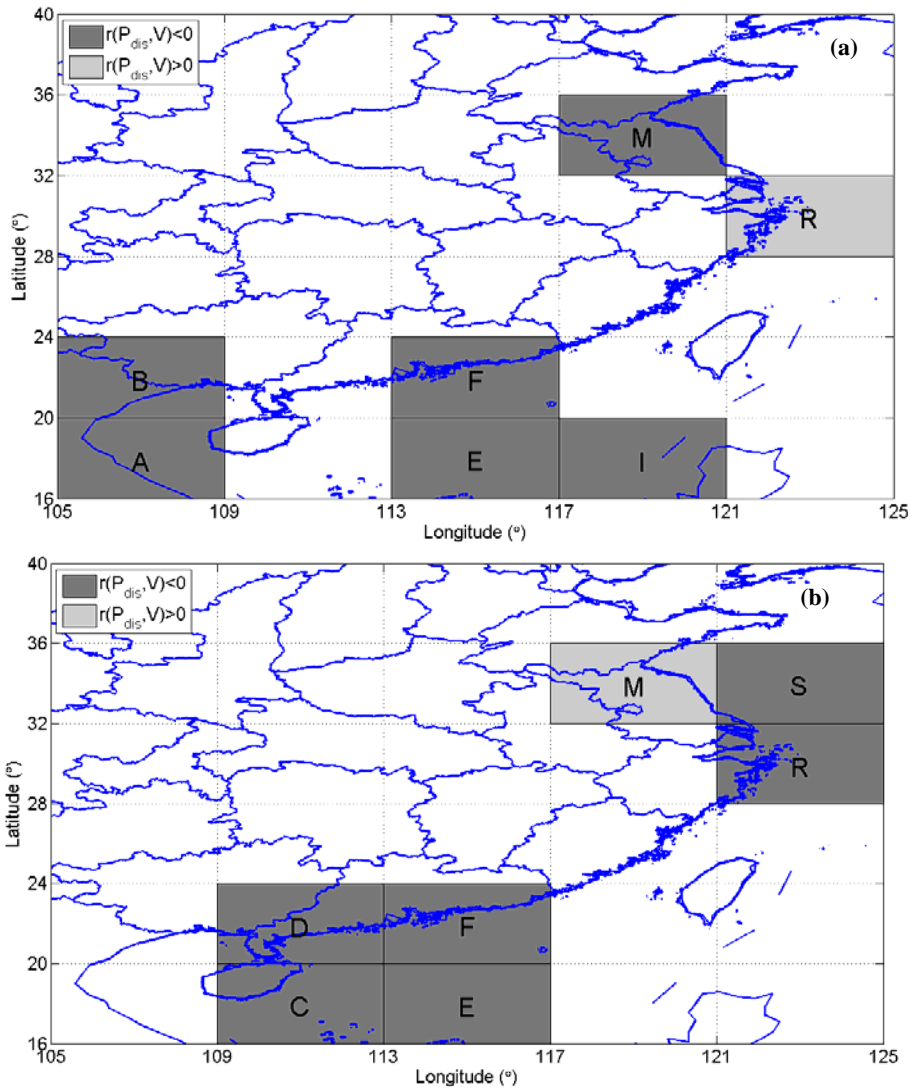 40
r(P_dis,V)<0
r(P_dis,V)>0
(a)
36
M
32
R
28
Latitude (°)
24
B
F
20
A
E
I
16
105
109
113
117
121
125
Longitude (°)
40
r(P_dis,V)<0
r(P_dis,V)>0
(b)
36
M
S
32
R
28
Latitude (°)
24
D
F
20
C
E
16
105
109
113
117
121
125
Longitude (°)